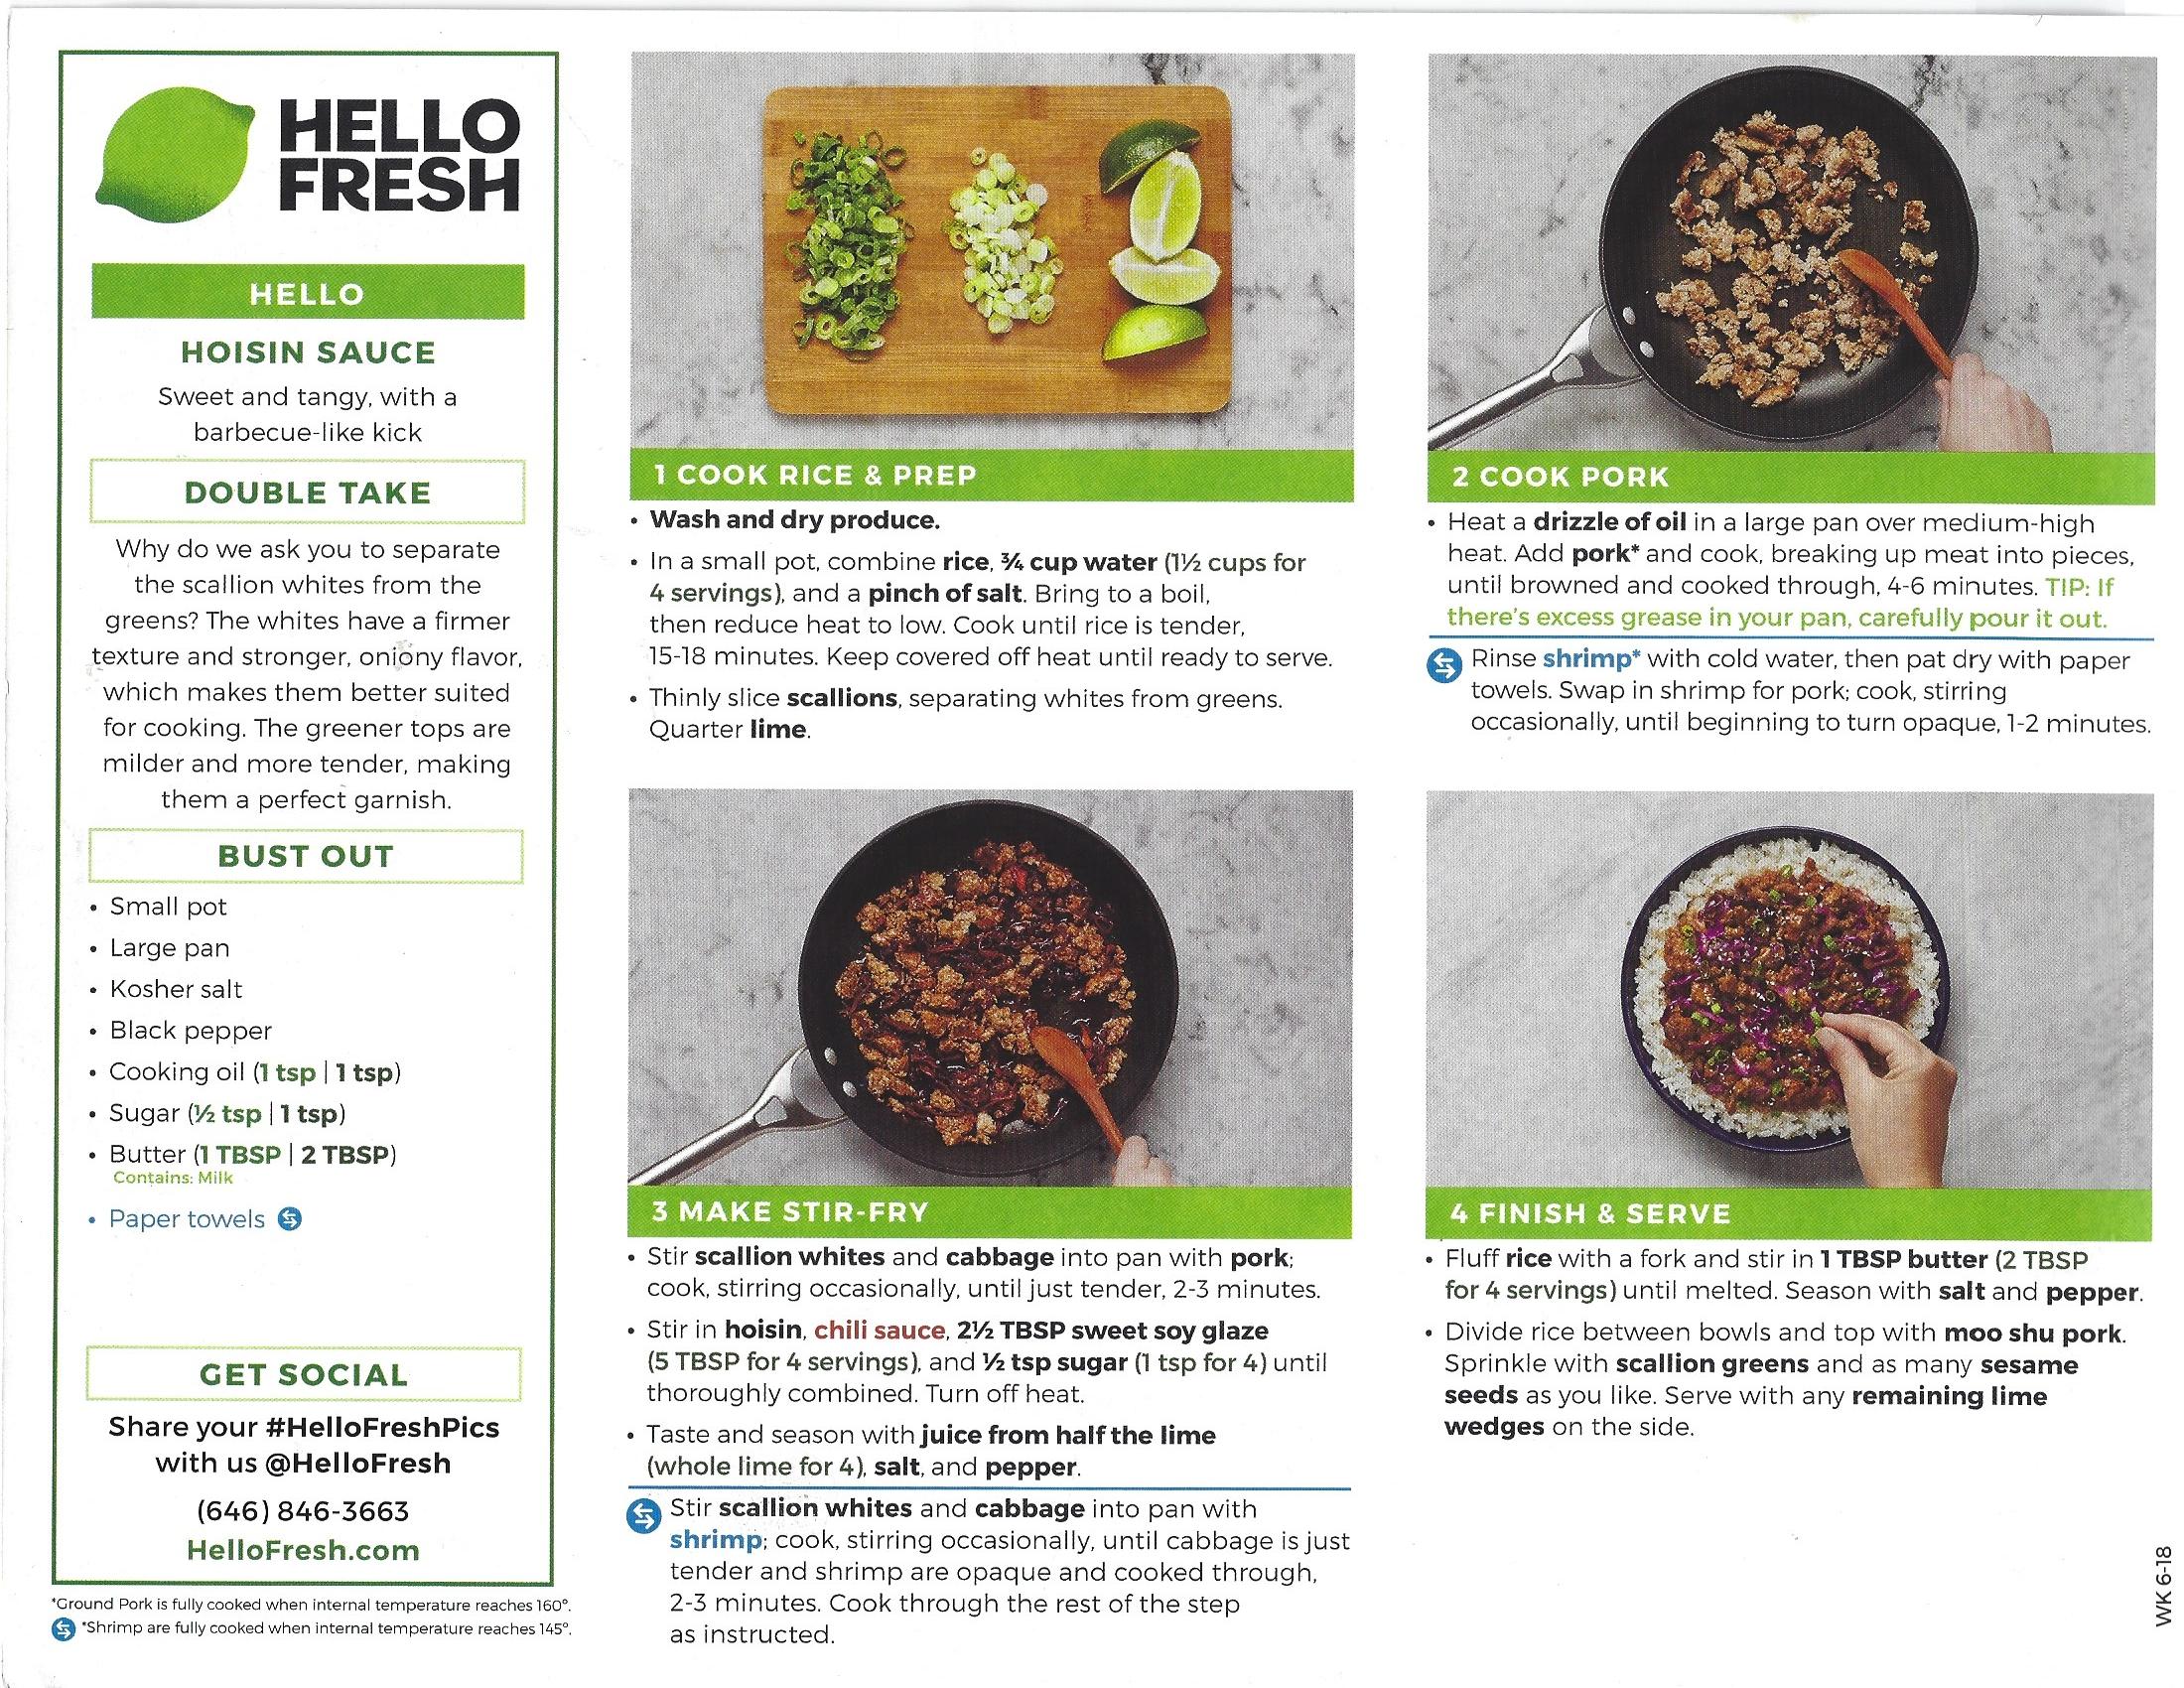 HELLO
FRESH
HELLO
HOISIN SAUCE
Sweet and tangy, with a
barbecue-like kick
DOUBLE TAKE
Why do we ask you to separate
the scallion whites from the
greens? The whites have a firmer
texture and stronger, oniony flavor,
which makes them better suited
for cooking. The greener tops are
milder and more tender, making
them a perfect garnish.
BUST OUT
• Small pot
• Large pan
• Kosher salt
• Black pepper
• Cooking oil (1 tsp | 1 tsp)
• Sugar (½ tsp | 1 tsp)
• Butter (1 TBSP | 2 TBSP)
Contains: Milk
• Paper towels
GET SOCIAL
Share your #HelloFreshPics
with us @HelloFresh
(646) 846-3663
HelloFresh.com
*Ground Pork is fully cooked when internal temperature reaches 160°.
*Shrimp are fully cooked when internal temperature reaches 145°.
1 COOK RICE & PREP
• Wash and dry produce.
• In a small pot, combine rice, ¾ cup water (1½ cups for
4 servings), and a pinch of salt. Bring to a boil,
then reduce heat to low. Cook until rice is tender,
15-18 minutes. Keep covered off heat until ready to serve.
• Thinly slice scallions, separating whites from greens.
Quarter lime.
2 COOK PORK
• Heat a drizzle of oil in a large pan over medium-high
heat. Add pork* and cook, breaking up meat into pieces,
until browned and cooked through, 4-6 minutes. TIP: If
there's excess grease in your pan, carefully pour it out.
Rinse shrimp* with cold water, then pat dry with paper
towels. Swap in shrimp for pork; cook, stirring
occasionally, until beginning to turn opaque, 1-2 minutes.
3 MAKE STIR-FRY
• Stir scallion whites and cabbage into pan with pork;
cook, stirring occasionally, until just tender, 2-3 minutes.
• Stir in hoisin, chili sauce, 2½ TBSP sweet soy glaze
(5 TBSP for 4 servings), and ½ tsp sugar (1 tsp for 4) until
thoroughly combined. Turn off heat.
• Taste and season with juice from half the lime
(whole lime for 4), salt, and pepper.
Stir scallion whites and cabbage into pan with
shrimp; cook, stirring occasionally, until cabbage is just
tender and shrimp are opaque and cooked through,
2-3 minutes. Cook through the rest of the step
as instructed.
4 FINISH & SERVE
• Fluff rice with a fork and stir in 1 TBSP butter (2 TBSP
for 4 servings) until melted. Season with salt and pepper.
• Divide rice between bowls and top with moo shu pork.
Sprinkle with scallion greens and as many sesame
seeds as you like. Serve with any remaining lime
wedges on the side.
WK 6-18